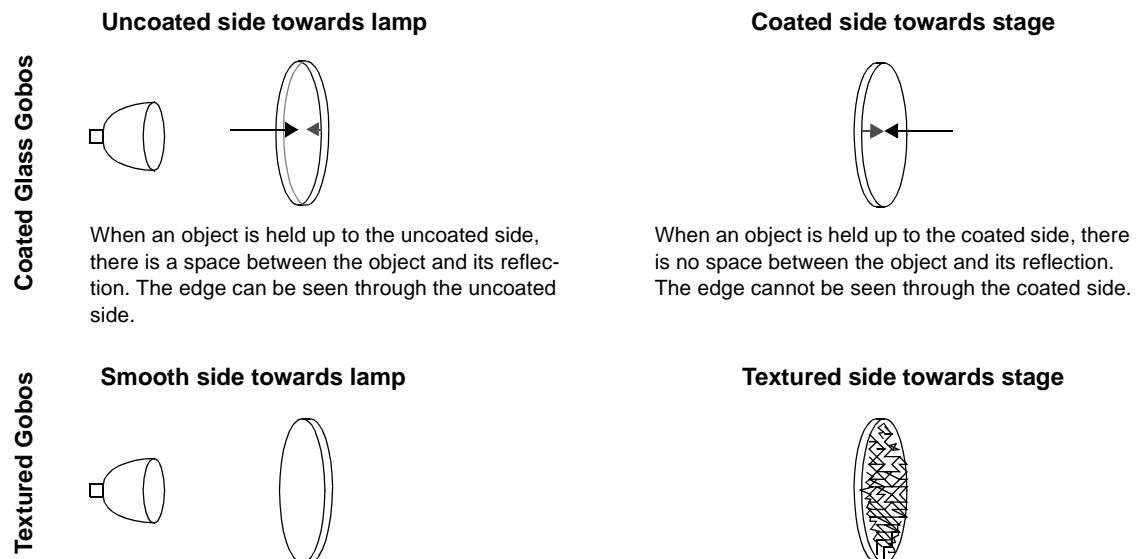 Uncoated side towards lamp
Coated side towards stage
Coated Glass Gobos
When an object is held up to the uncoated side,
there is a space between the object and its reflec-
tion. The edge can be seen through the uncoated
side.
When an object is held up to the coated side, there
is no space between the object and its reflection.
The edge cannot be seen through the coated side.
Smooth side towards lamp
Textured side towards stage
Textured Gobos